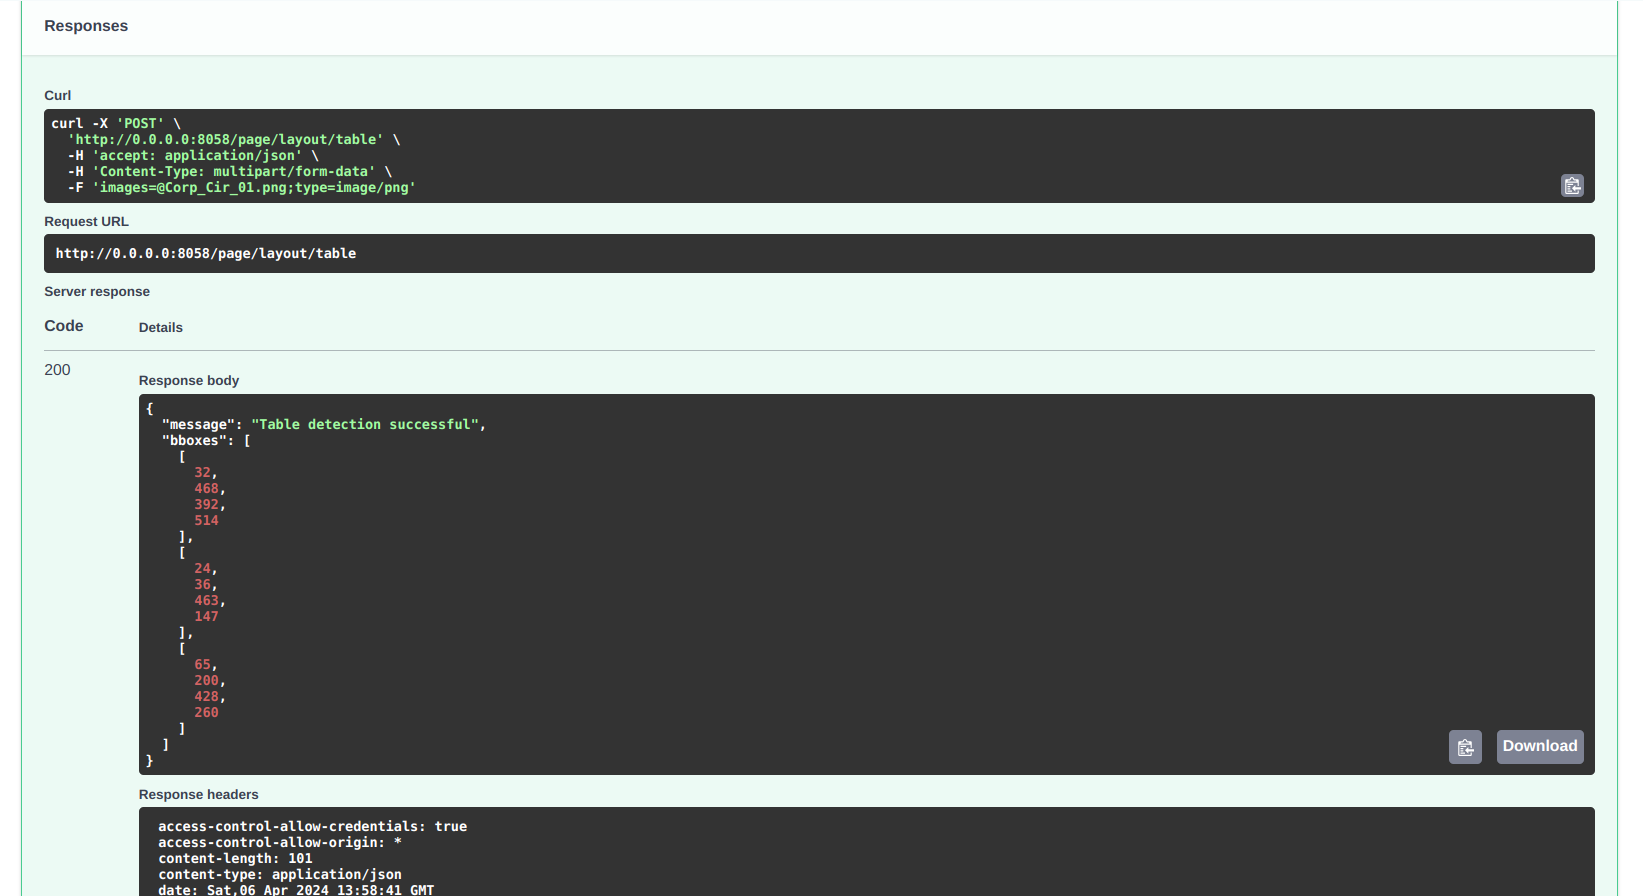 Responses
Curl
curl -X 'POST' \
  'http://0.0.0.0:8058/page/layout/table' \
  -H 'accept: application/json' \
  -H 'Content-Type: multipart/form-data' \
  -F 'images=@Corp_Cir_01.png;type=image/png'
Request URL
http://0.0.0.0:8058/page/layout/table
Server response
Code Details
200
Response body
{
  "message": "Table detection successful",
  "bboxes": [
    [
      32,
      468,
      392,
      514
    ],
    [
      24,
      36,
      463,
      147
    ],
    [
      65,
      200,
      428,
      260
    ]
  ]
}
Download
Response headers
access-control-allow-credentials: true
access-control-allow-origin: *
content-length: 101
content-type: application/json
date: Sat,06 Apr 2024 13:58:41 GMT